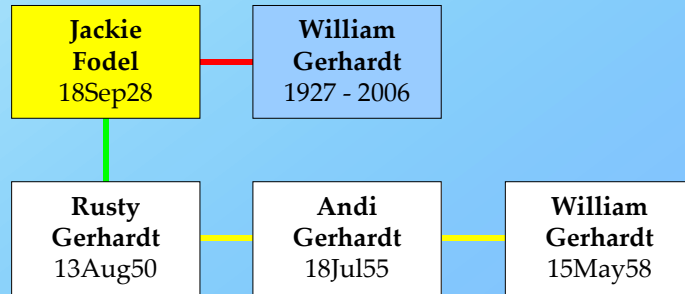 Jackie
Fodel
18Sep28
William
Gerhardt
1927 - 2006
Rusty
Gerhardt
13Aug50
Andi
Gerhardt
18Jul55
William
Gerhardt
15May58